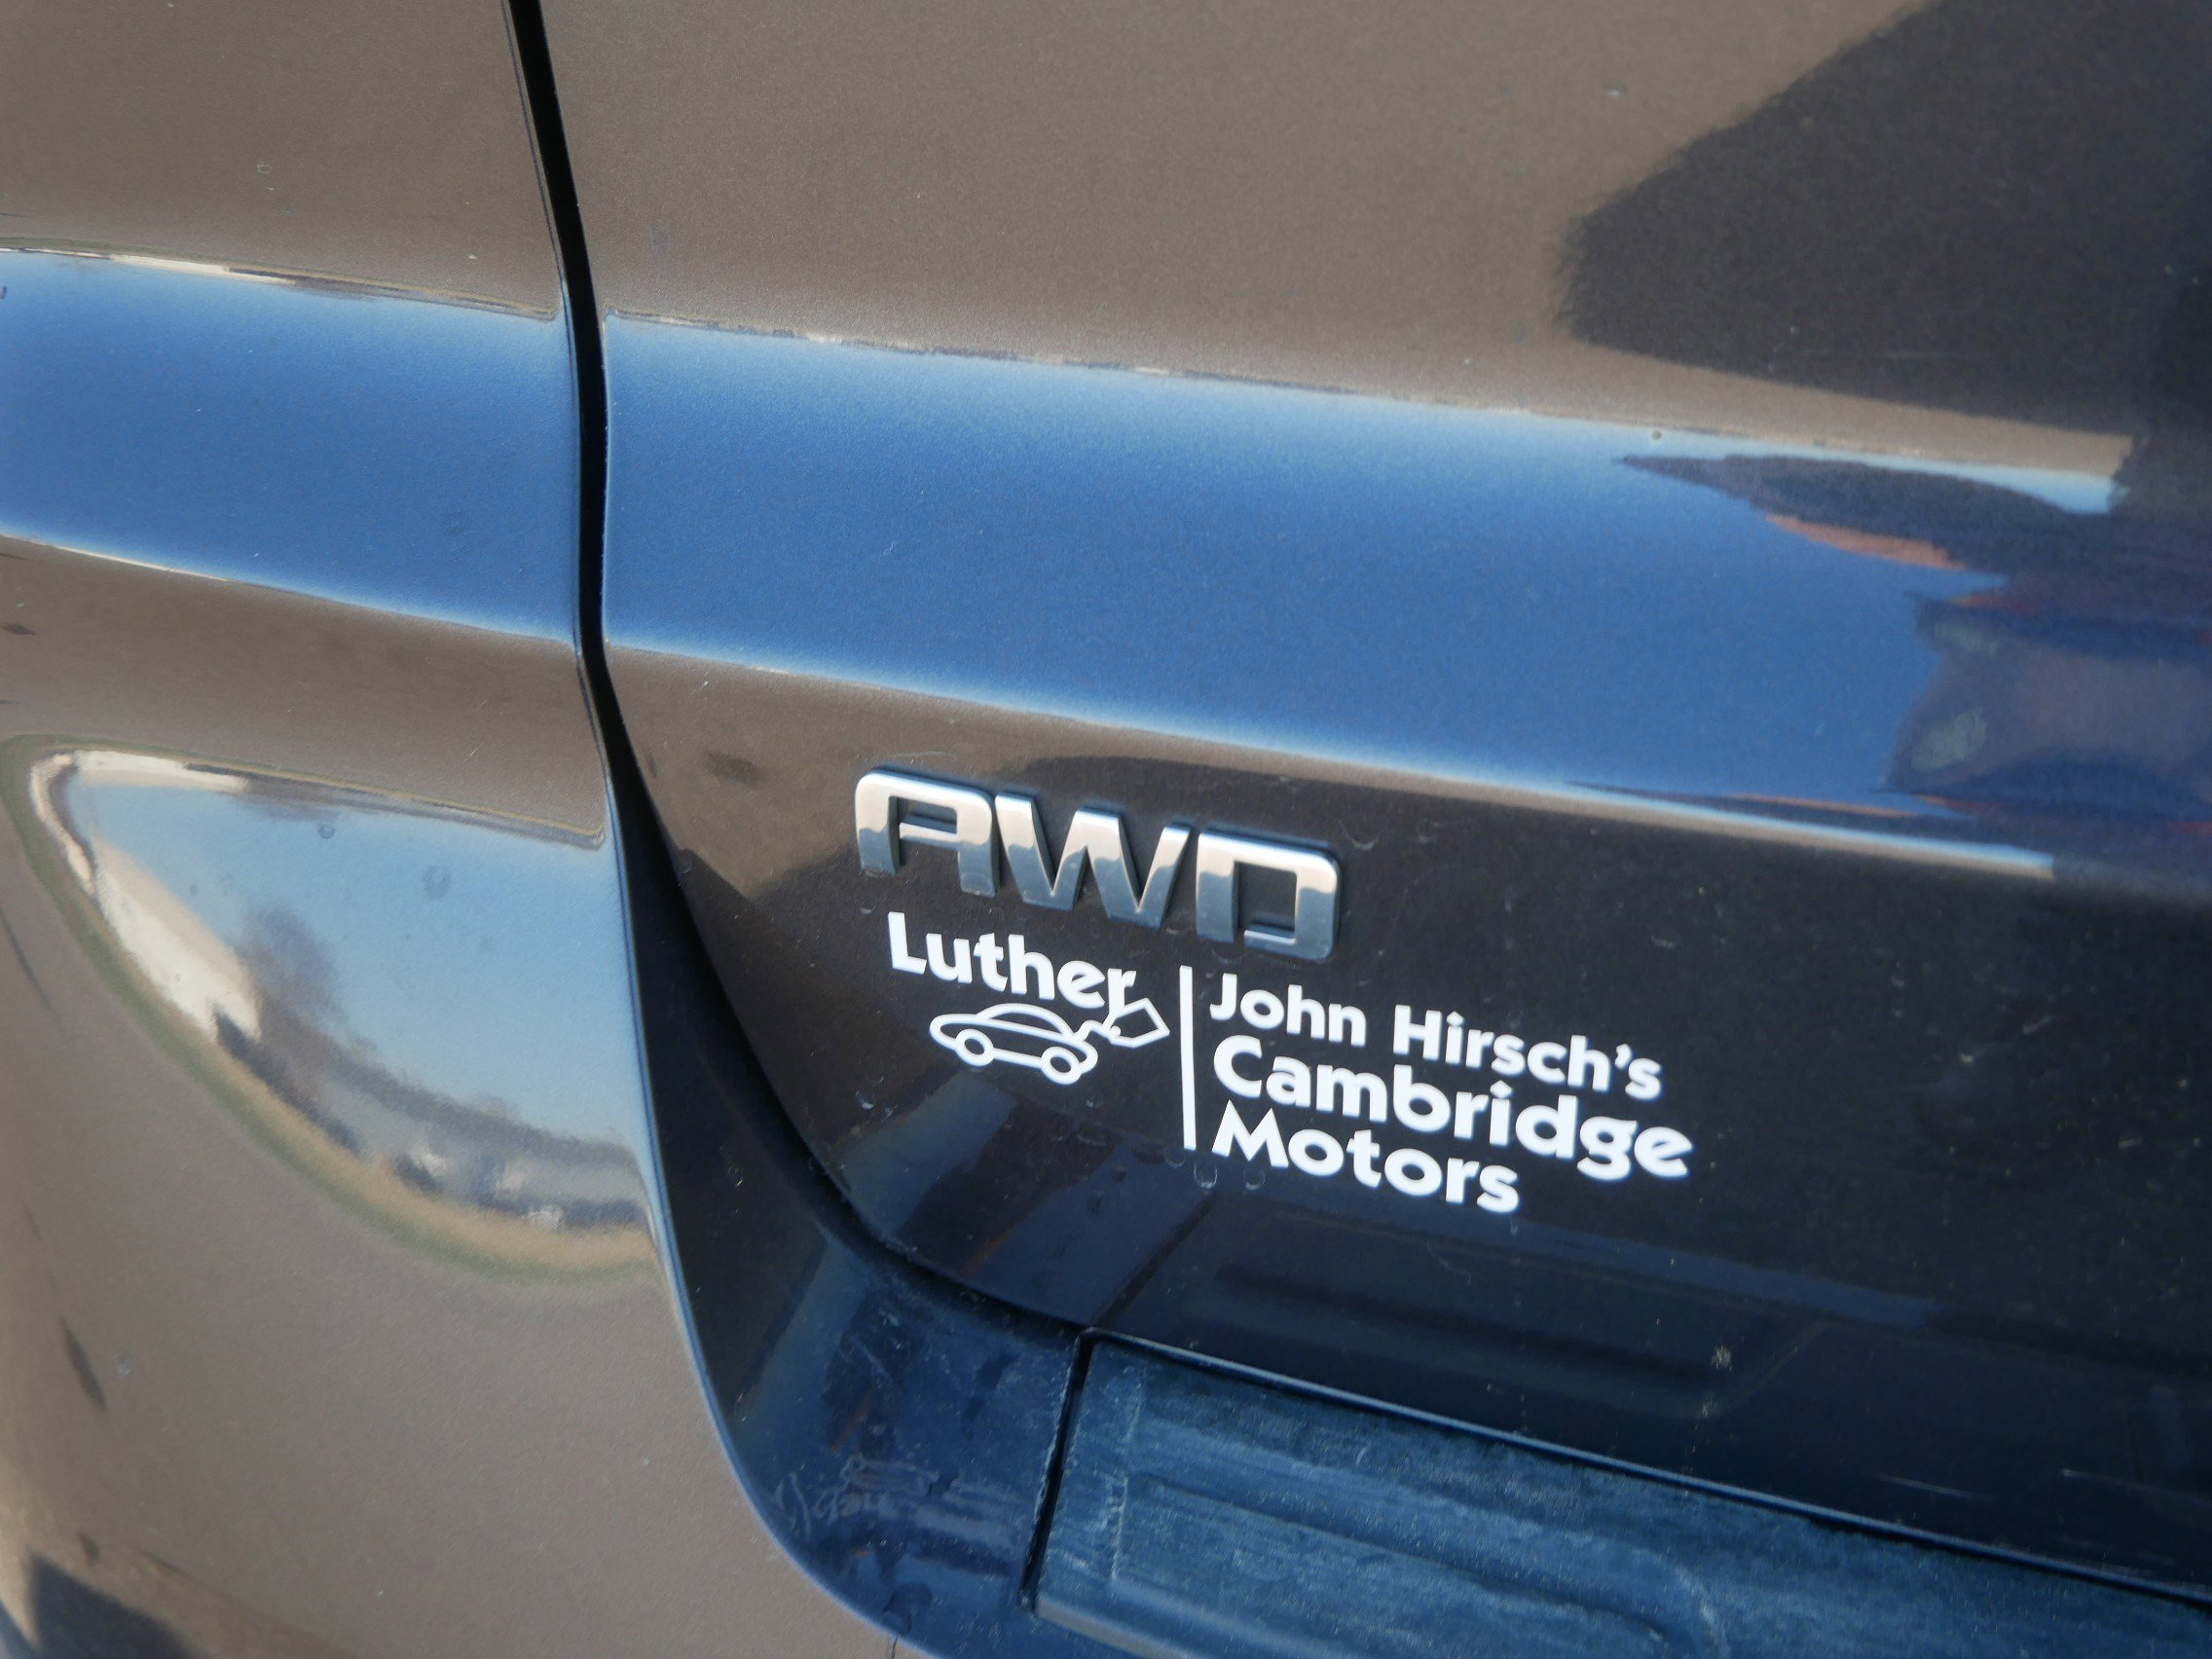 AWD
Luther
John Hirsch's
Cambridge
Motors